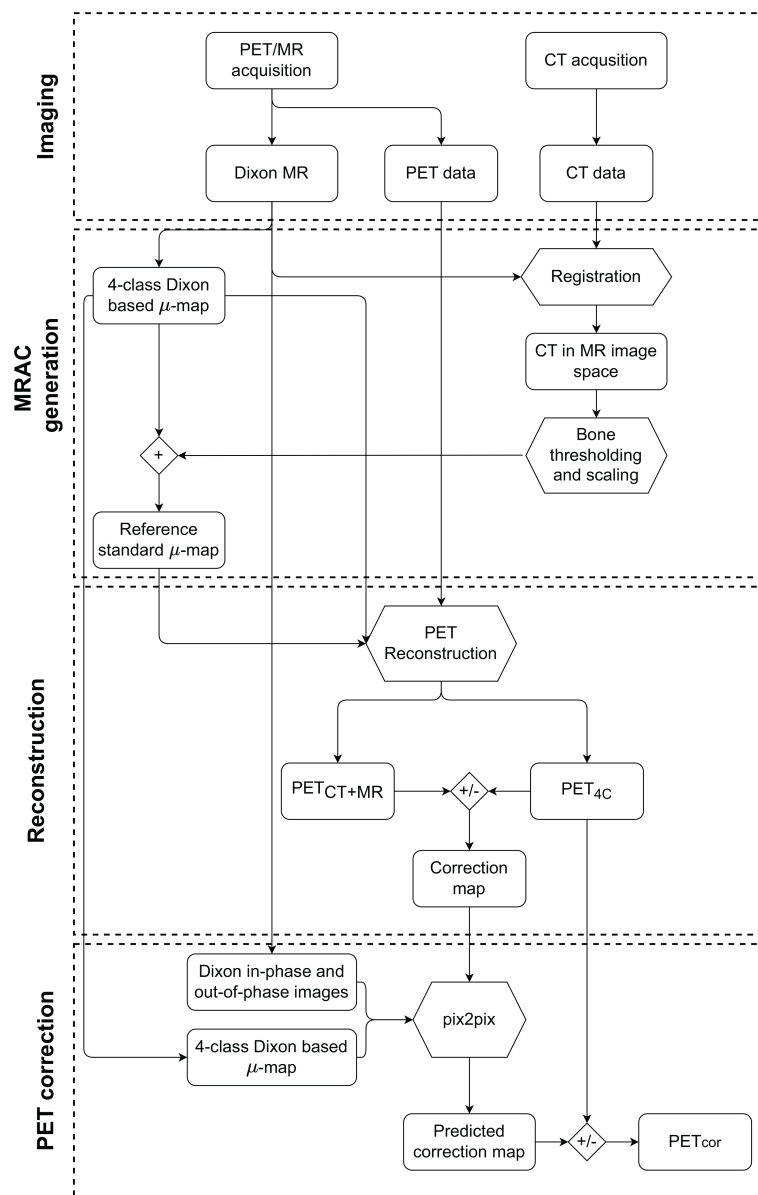 Imaging
PET/MR
acquisition
CT acqusition
Dixon MR
PET data
CT data
MRAC
generation
4-class Dixon
based μ-map
Registration
CT in MR image
space
+
Bone
thresholding
and scaling
Reference
standard μ-map
Reconstruction
PET
Reconstruction
PETCT+MR
+/-
PET4C
Correction
map
PET correction
Dixon in-phase and
out-of-phase images
pix2pix
4-class Dixon based
μ-map
Predicted
correction map
+/-
PETcor